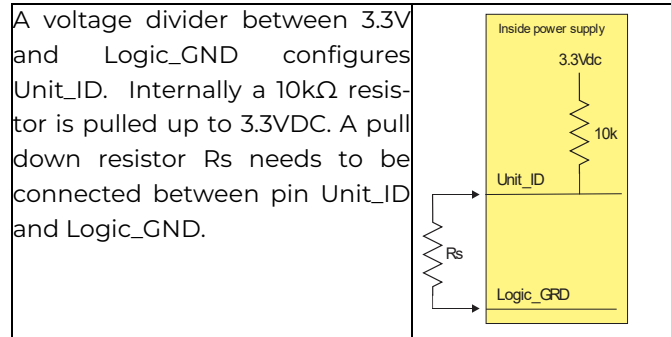 A voltage divider between 3.3V
and Logic_GND configures
Unit_ID. Internally a 10kΩ resis-
tor is pulled up to 3.3VDC. A pull
down resistor Rs needs to be
connected between pin Unit_ID
and Logic_GND.
Inside power supply
3.3Vdc
10k
Unit_ID
Rs
Logic_GRD